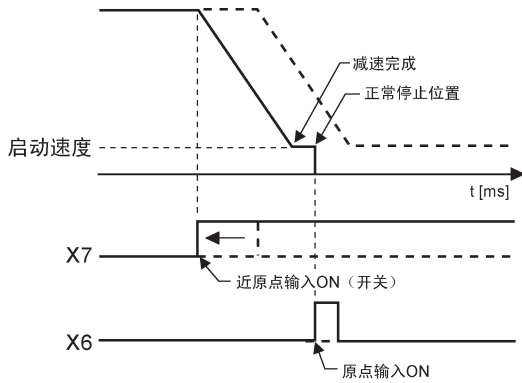 减速完成
正常停止位置
启动速度
t [ms]
X7
近原点输入ON（开关）
X6
原点输入ON